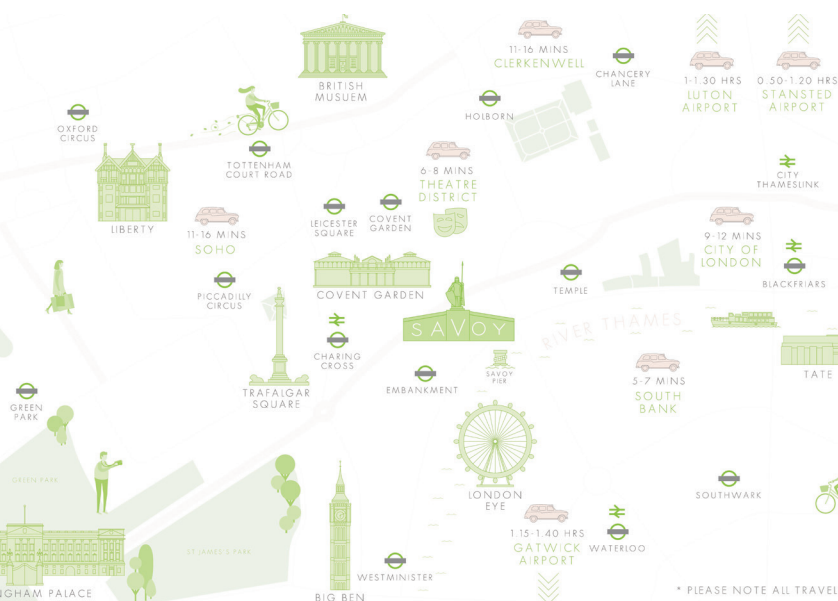 BRITISH
MUSUEM
11-16 MINS
CLERKENWELL
CHANCERY
LANE
1-1.30 HRS
LUTON
AIRPORT
0.50-1.20 HRS
STANSTED
AIRPORT
OXFORD
CIRCUS
HOLBORN
TOTTENHAM
COURT ROAD
6-8 MINS
THEATRE
DISTRICT
CITY
THAMESLINK
LIBERTY
11-16 MINS
SOHO
LEICESTER
SQUARE
COVENT
GARDEN
9-12 MINS
CITY OF
LONDON
PICCADILLY
CIRCUS
COVENT GARDEN
TEMPLE
BLACKFRIARS
SAVOY
RIVER THAMES
CHARING
CROSS
SAVOY
PIER
TATE
TRAFALGAR
SQUARE
EMBANKMENT
5-7 MINS
SOUTH
BANK
GREEN
PARK
GREEN PARK
LONDON
EYE
SOUTHWARK
1.15-1.40 HRS
GATWICK
AIRPORT
WATERLOO
ST JAMES'S PARK
WESTMINISTER
NGHAM PALACE
BIG BEN
* PLEASE NOTE ALL TRAVEL